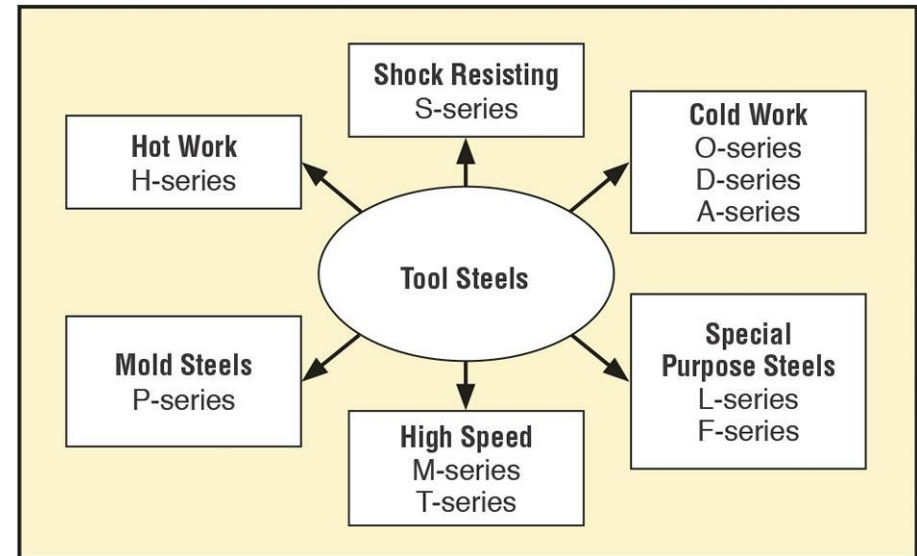 Shock Resisting
S-series
Hot Work
H-series
Cold Work
O-series
D-series
A-series
Tool Steels
Mold Steels
P-series
High Speed
M-series
T-series
Special
Purpose Steels
L-series
F-series